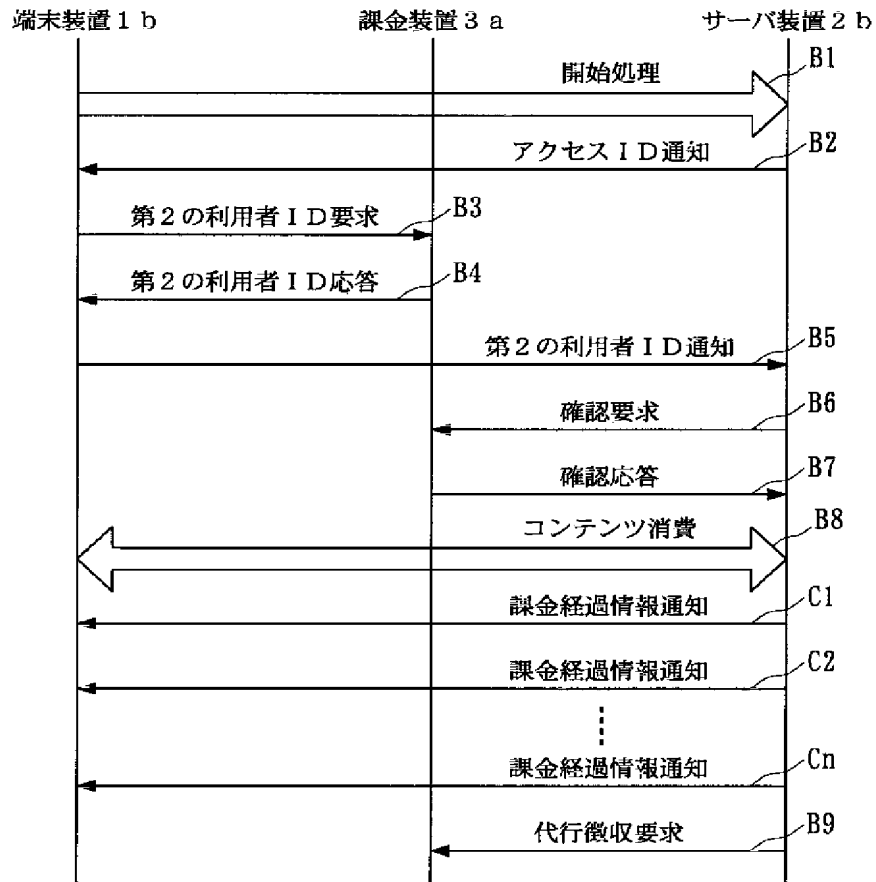 端末装置１ｂ 課金装置３ａ サーバ装置２ｂ
開始処理 B1
アクセスＩＤ通知 B2
第２の利用者ＩＤ要求 B3
第２の利用者ＩＤ応答 B4
第２の利用者ＩＤ通知 B5
確認要求 B6
確認応答 B7
コンテンツ消費 B8
課金経過情報通知 C1
課金経過情報通知 C2
課金経過情報通知 Cn
代行徴収要求 B9